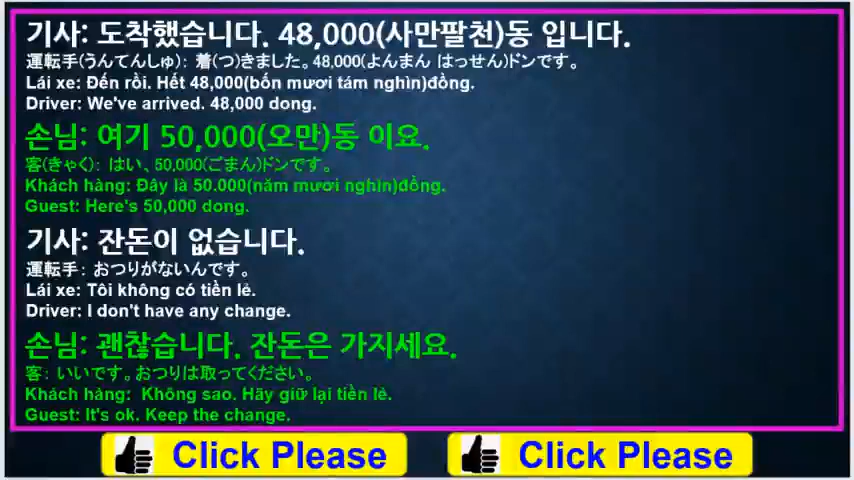 기사: 도착했습니다. 48,000(사만팔천)동 입니다.
運転手(うんてんしゅ): 着(つ)きました。48,000(よんまん はっせん)ドンです。
Lái xe: Đến rồi. Hết 48,000(bốn mươi tám nghìn)đồng.
Driver: We've arrived. 48,000 dong.
손님: 여기 50,000(오만)동 이요.
客(きゃく): はい、50,000(ごまん)ドンです。
Khách hàng: Đây là 50.000(năm mươi nghìn)đồng.
Guest: Here's 50,000 dong.
기사: 잔돈이 없습니다.
運転手: おつりがないんです。
Lái xe: Tôi không có tiền lẻ.
Driver: I don't have any change.
손님: 괜찮습니다. 잔돈은 가지세요.
客: いいです。おつりは取ってください。
Khách hàng: Không sao. Hãy giữ lại tiền lẻ.
Guest: It's ok. Keep the change.
Click Please
Click Please